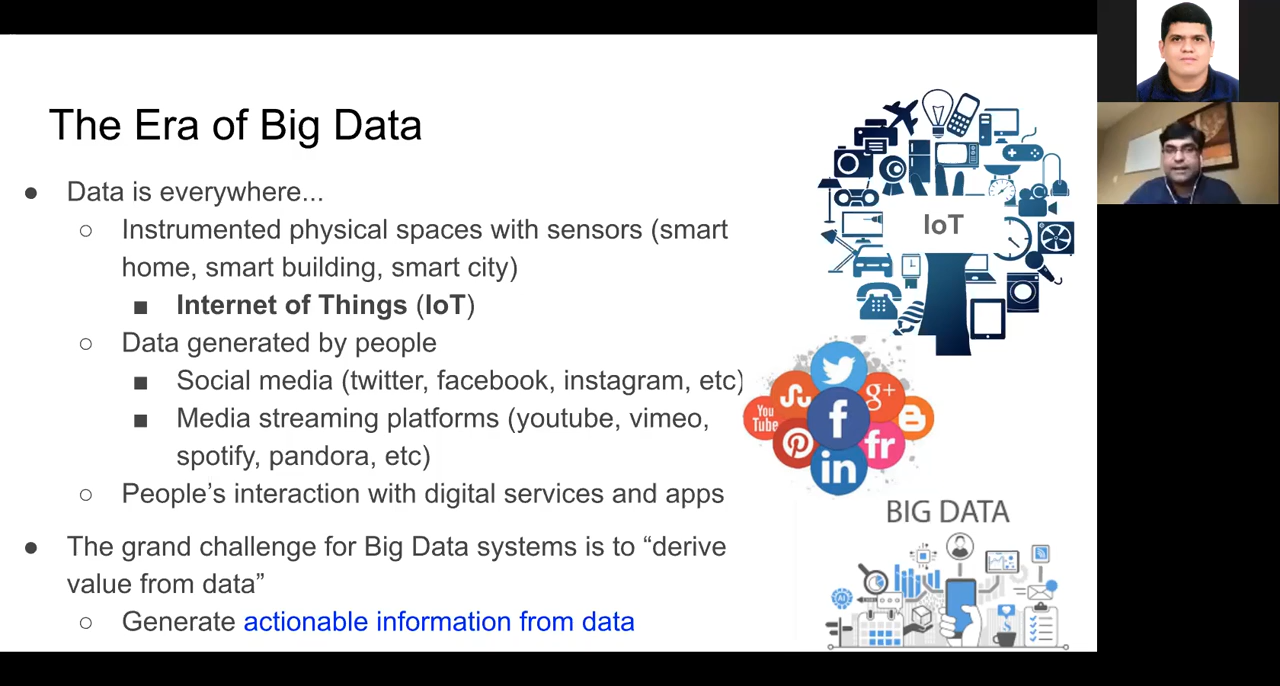 The Era of Big Data
● Data is everywhere...
○ Instrumented physical spaces with sensors (smart
home, smart building, smart city)
■ Internet of Things (IoT)
○ Data generated by people
■ Social media (twitter, facebook, instagram, etc)
■ Media streaming platforms (youtube, vimeo,
spotify, pandora, etc)
○ People’s interaction with digital services and apps
● The grand challenge for Big Data systems is to “derive
value from data”
○ Generate actionable information from data
IoT
g+
You
Tube
f
fr
in
BIG DATA
AI